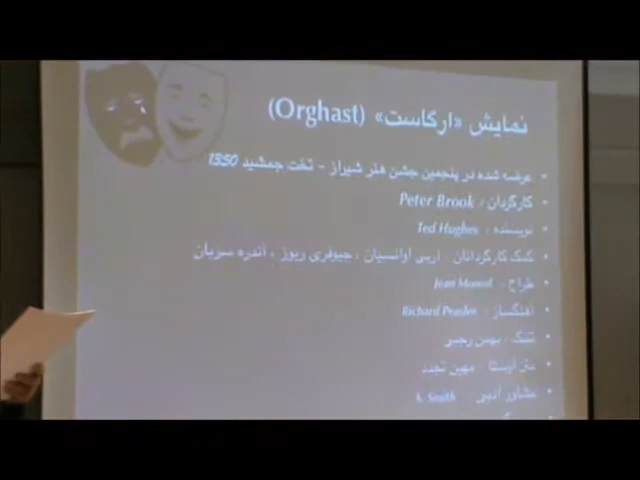 نمایش «ارگاست» (Orghast)
عرضه شده در پنجمین جشن هنر شیراز - تخت جمشید 1350
کارگردان : Peter Brook
نویسنده : Ted Hughes
کمک کارگردانان : اربی اوانسیان ، جیوفری ریوز ، آندره سربان
طراح : Jean Monod
آهنگساز : Richard Peaslee
تنبک : بهمن رجبی
متن اوستا : مهین تجدد
مشاور ادبی : A. Smith